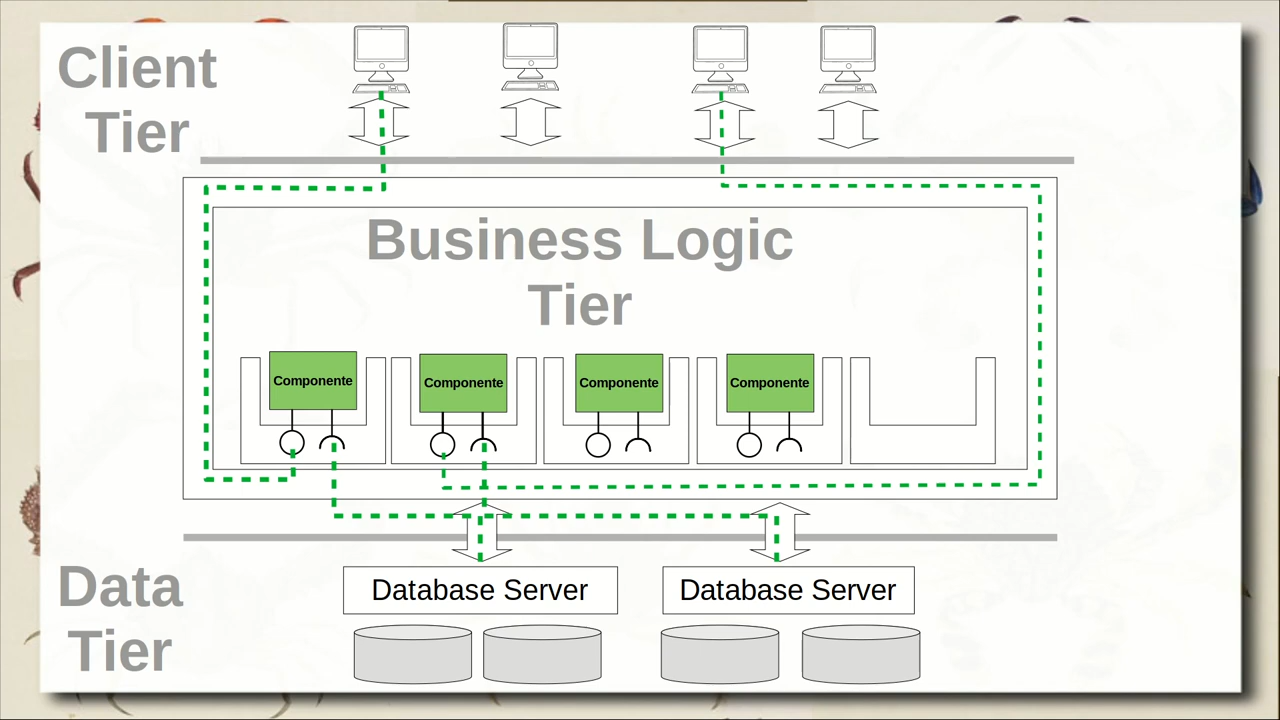 Client
Tier
Business Logic
Tier
Componente
Componente
Componente
Componente
Data
Tier
Database Server
Database Server